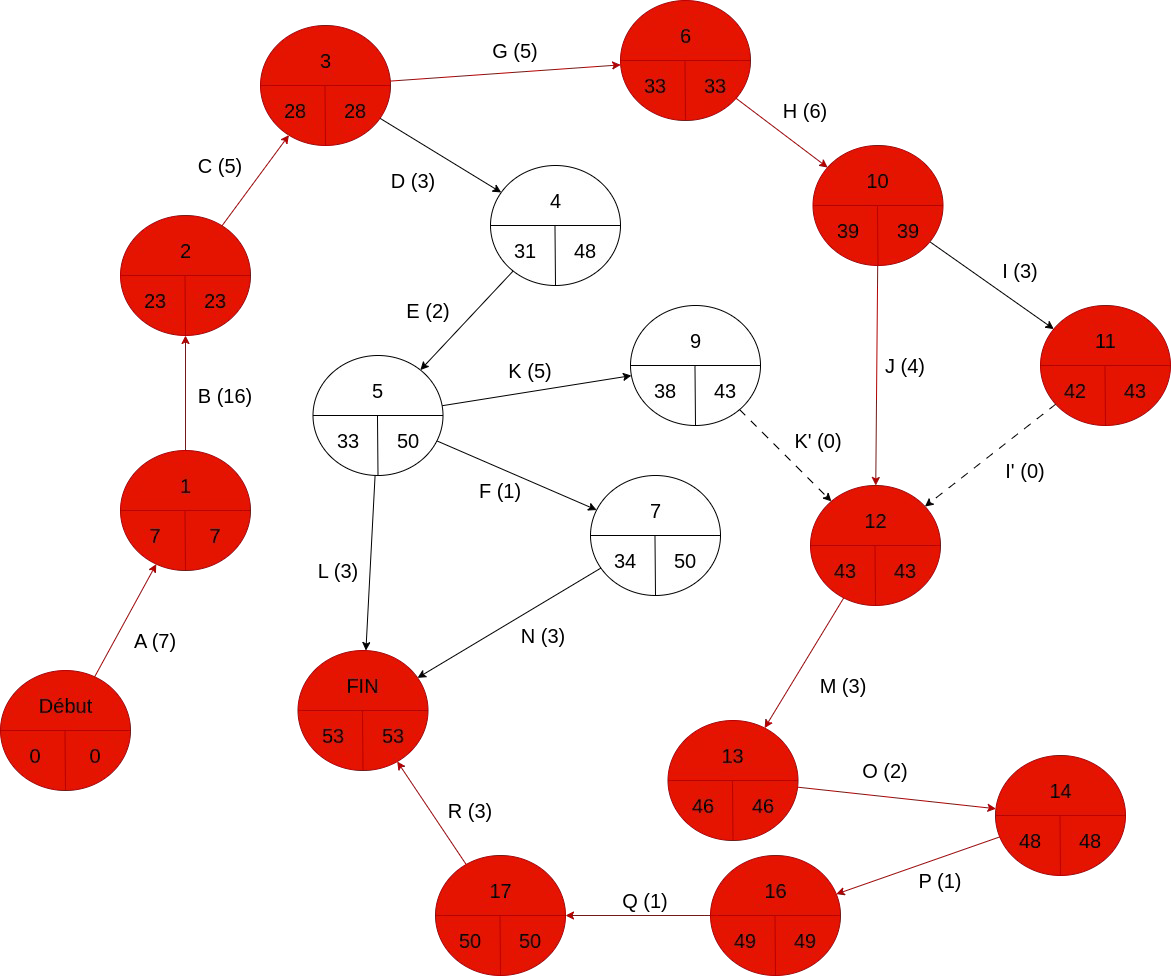 6
33 33
G (5)
3
28 28
H (6)
C (5)
D (3)
10
39 39
4
31 48
2
23 23
I (3)
E (2)
9
38 43
11
42 43
K (5)
J (4)
5
33 50
B (16)
K' (0)
I' (0)
F (1)
1
7 7
7
34 50
12
43 43
L (3)
N (3)
A (7)
FIN
53 53
M (3)
Début
0 0
13
46 46
O (2)
14
48 48
R (3)
P (1)
17
50 50
Q (1)
16
49 49